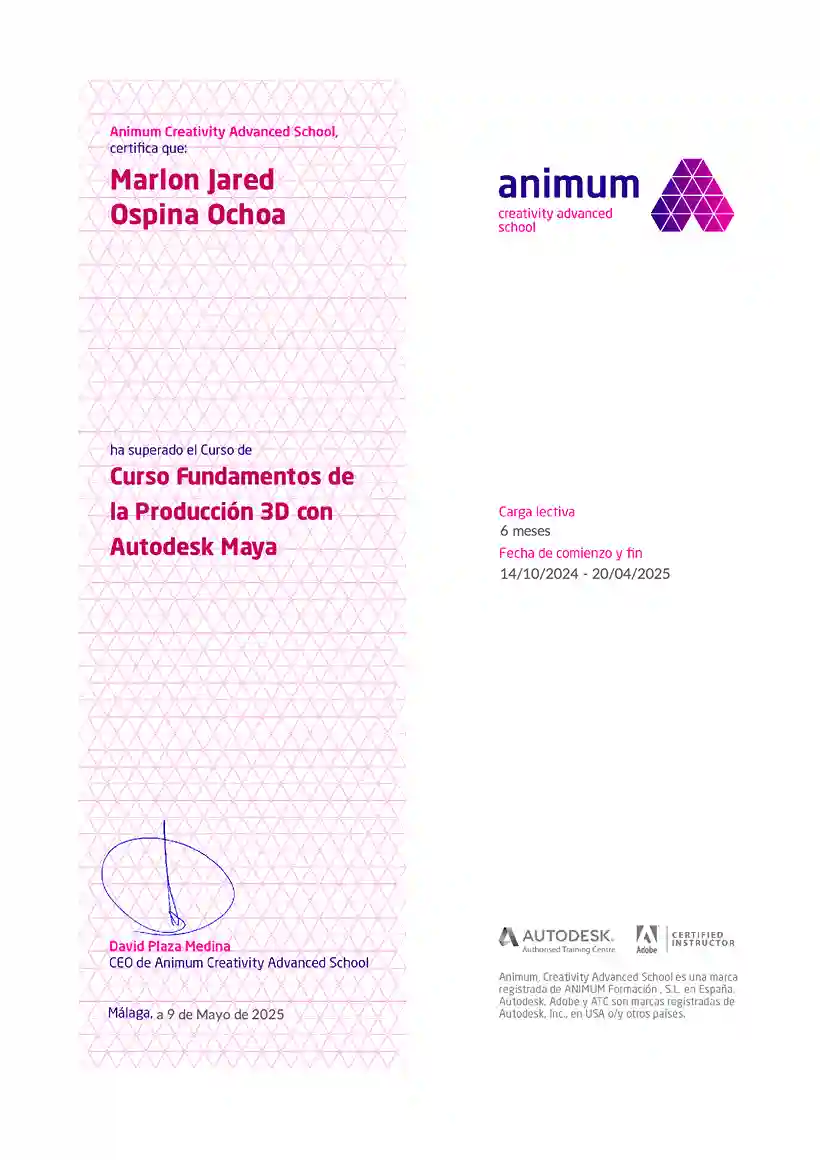 Animum Creativity Advanced School,
certifica que:
Marlon Jared
Ospina Ochoa
animum
creativity advanced
school
ha superado el Curso de
Curso Fundamentos de
la Producción 3D con
Autodesk Maya
Carga lectiva
6 meses
Fecha de comienzo y fin
14/10/2024 - 20/04/2025
David Plaza Medina
CEO de Animum Creativity Advanced School
Málaga, a 9 de Mayo de 2025
AUTODESK.
Authorised Training Centre
Adobe
CERTIFIED
INSTRUCTOR
Animum, Creativity Advanced School es una marca
registrada de ANIMUM Formación , S.L. en España.
Autodesk, Adobe y ATC son marcas registradas de
Autodesk, Inc., en USA o/y otros países.